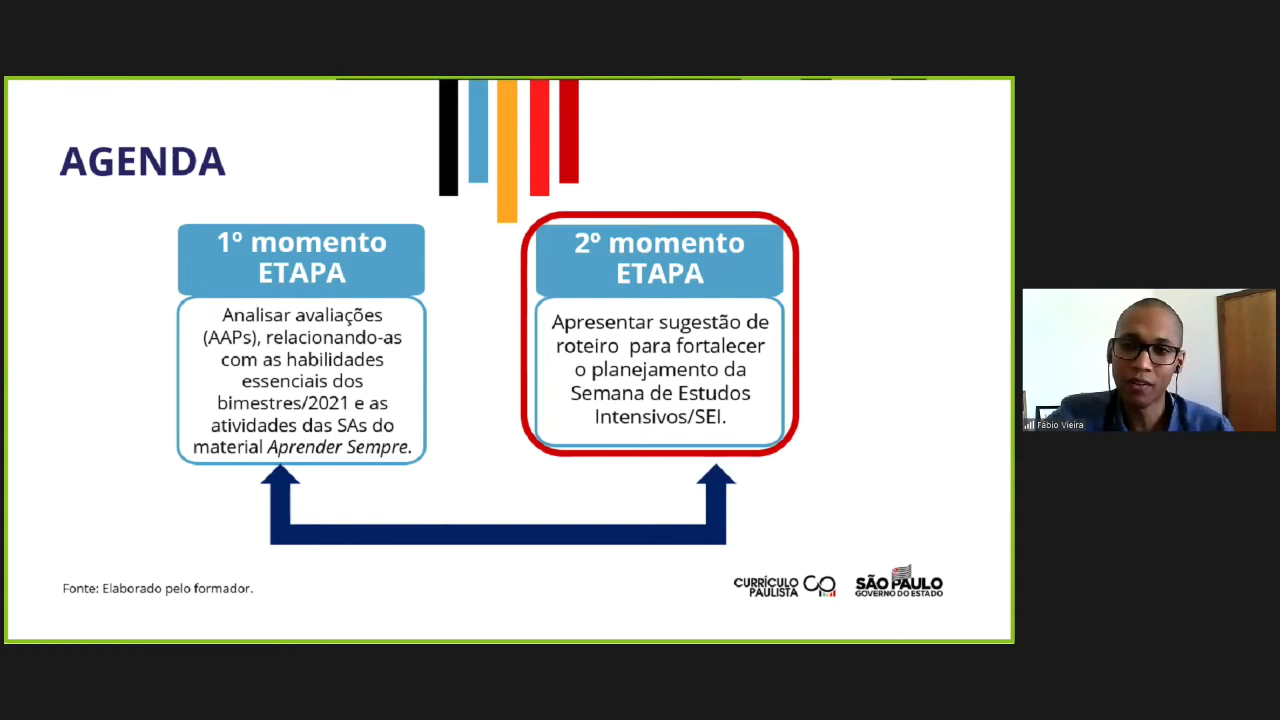 AGENDA
1º momento
ETAPA
Analisar avaliações
(AAPs), relacionando-as
com as habilidades
essenciais dos
bimestres/2021 e as
atividades das SAs do
material Aprender Sempre.
2º momento
ETAPA
Apresentar sugestão de
roteiro para fortalecer
o planejamento da
Semana de Estudos
Intensivos/SEI.
Fonte: Elaborado pelo formador.
CURRÍCULO
PAULISTA
CP
SÃO PAULO
GOVERNO DO ESTADO
Fábio Vieira